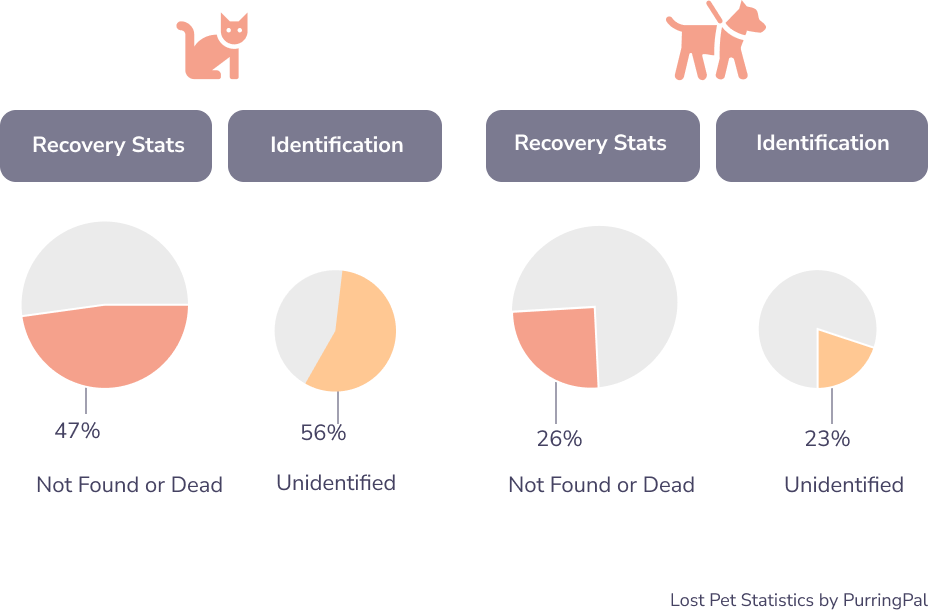 Recovery Stats
Identification
Recovery Stats
Identification
47%
56%
26%
23%
Not Found or Dead
Unidentified
Not Found or Dead
Unidentified
Lost Pet Statistics by PurringPal